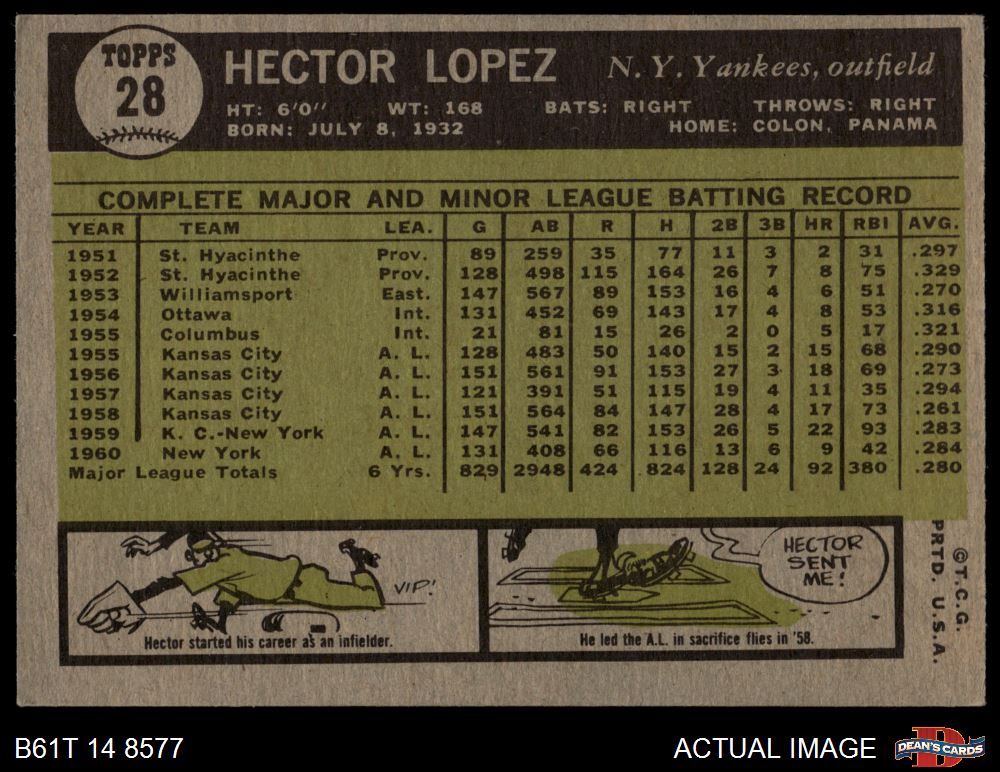 TOPPS
28
HECTOR LOPEZ N. Y. Yankees, outfield
HT: 6'0" WT: 168 BATS: RIGHT THROWS: RIGHT
BORN: JULY 8, 1932 HOME: COLON, PANAMA
COMPLETE MAJOR AND MINOR LEAGUE BATTING RECORD
YEAR TEAM LEA. G AB R H 2B 3B HR RBI AVG.
1951 St. Hyacinthe Prov. 89 259 35 77 11 3 2 31 .297
1952 St. Hyacinthe Prov. 128 498 115 164 26 7 8 75 .329
1953 Williamsport East. 147 567 89 153 16 4 6 51 .270
1954 Ottawa Int. 131 452 69 143 17 4 8 53 .316
1955 Columbus Int. 21 81 15 26 2 0 5 17 .321
1955 Kansas City A. L. 128 483 50 140 15 2 15 68 .290
1956 Kansas City A. L. 151 561 91 153 27 3 18 69 .273
1957 Kansas City A. L. 121 391 51 115 19 4 11 35 .294
1958 Kansas City A. L. 151 564 84 147 28 4 17 73 .261
1959 K. C.-New York A. L. 147 541 82 153 26 5 22 93 .283
1960 New York A. L. 131 408 66 116 13 6 9 42 .284
Major League Totals 6 Yrs. 829 2948 424 824 128 24 92 380 .280
VIP!
Hector started his career as an infielder.
HECTOR
SENT
ME!
He led the A.L. in sacrifice flies in '58.
©T.C.G.
PRTD. U.S.A.
B61T 14 8577
ACTUAL IMAGE
D
DEAN'S CARDS